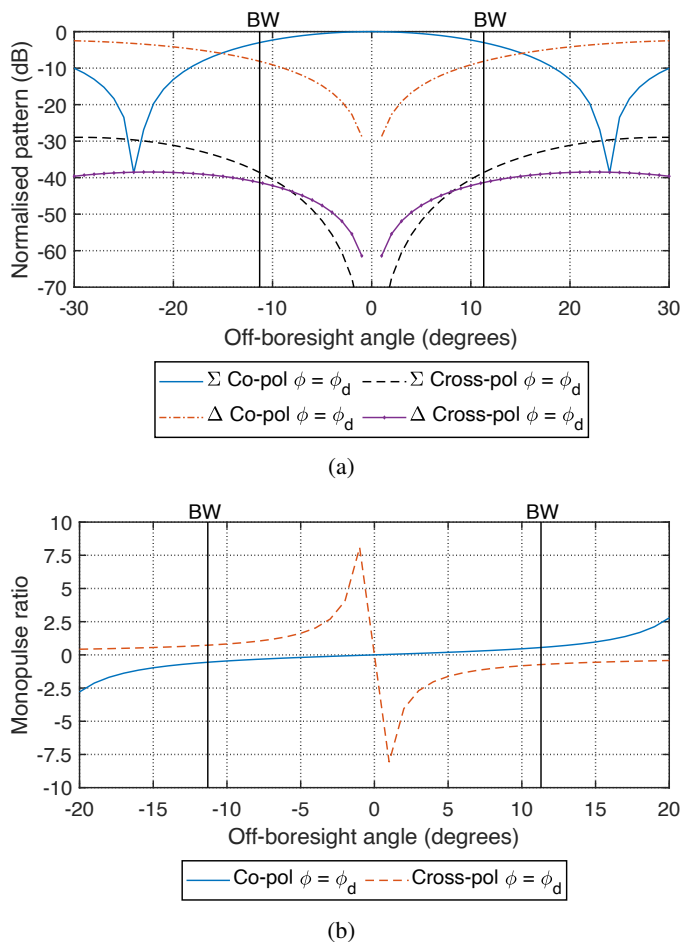 BW BW
0
-10
-20
-30
-40
-50
-60
-70
Normalised pattern (dB)
-30 -20 -10 0 10 20 30
Off-boresight angle (degrees)
Σ Co-pol ϕ = ϕd Σ Cross-pol ϕ = ϕd
Δ Co-pol ϕ = ϕd Δ Cross-pol ϕ = ϕd
(a)
BW BW
10
7.5
5
2.5
0
-2.5
-5
-7.5
-10
Monopulse ratio
-20 -15 -10 -5 0 5 10 15 20
Off-boresight angle (degrees)
Co-pol ϕ = ϕd Cross-pol ϕ = ϕd
(b)